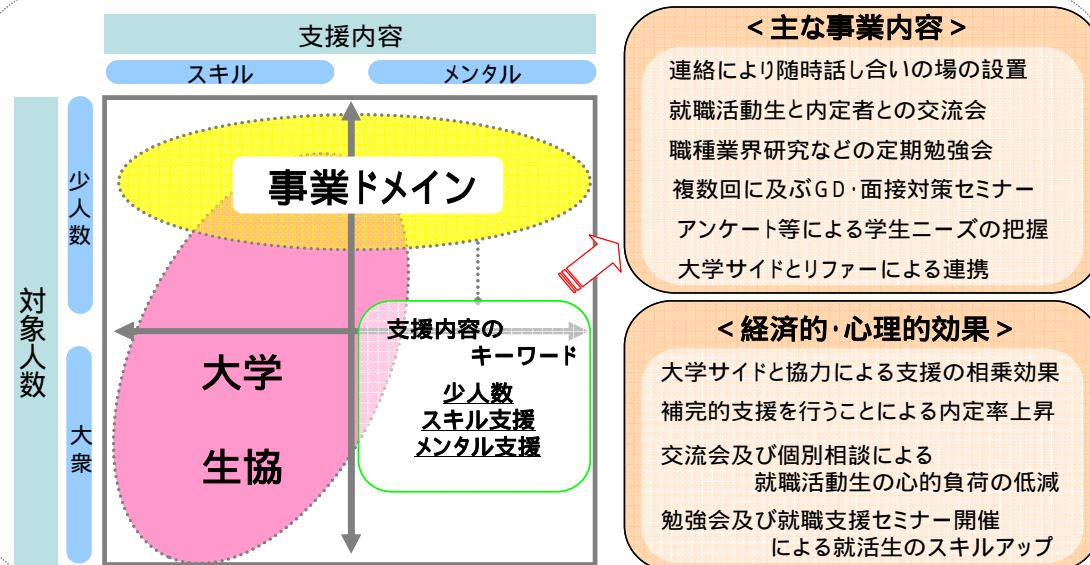 支援内容
スキル
メンタル
対象人数
少人数
大衆
事業ドメイン
大学
生協
支援内容の
キーワード
少人数
スキル支援
メンタル支援
<主な事業内容>
連絡により随時話し合いの場の設置
就職活動生と内定者との交流会
職種業界研究などの定期勉強会
複数回に及ぶGD・面接対策セミナー
アンケート等による学生ニーズの把握
大学サイドとリファーによる連携
<経済的・心理的効果>
大学サイドと協力による支援の相乗効果
補完的支援を行うことによる内定率上昇
交流会及び個別相談による
就職活動生の心的負荷の低減
勉強会及び就職支援セミナー開催
による就活生のスキルアップ